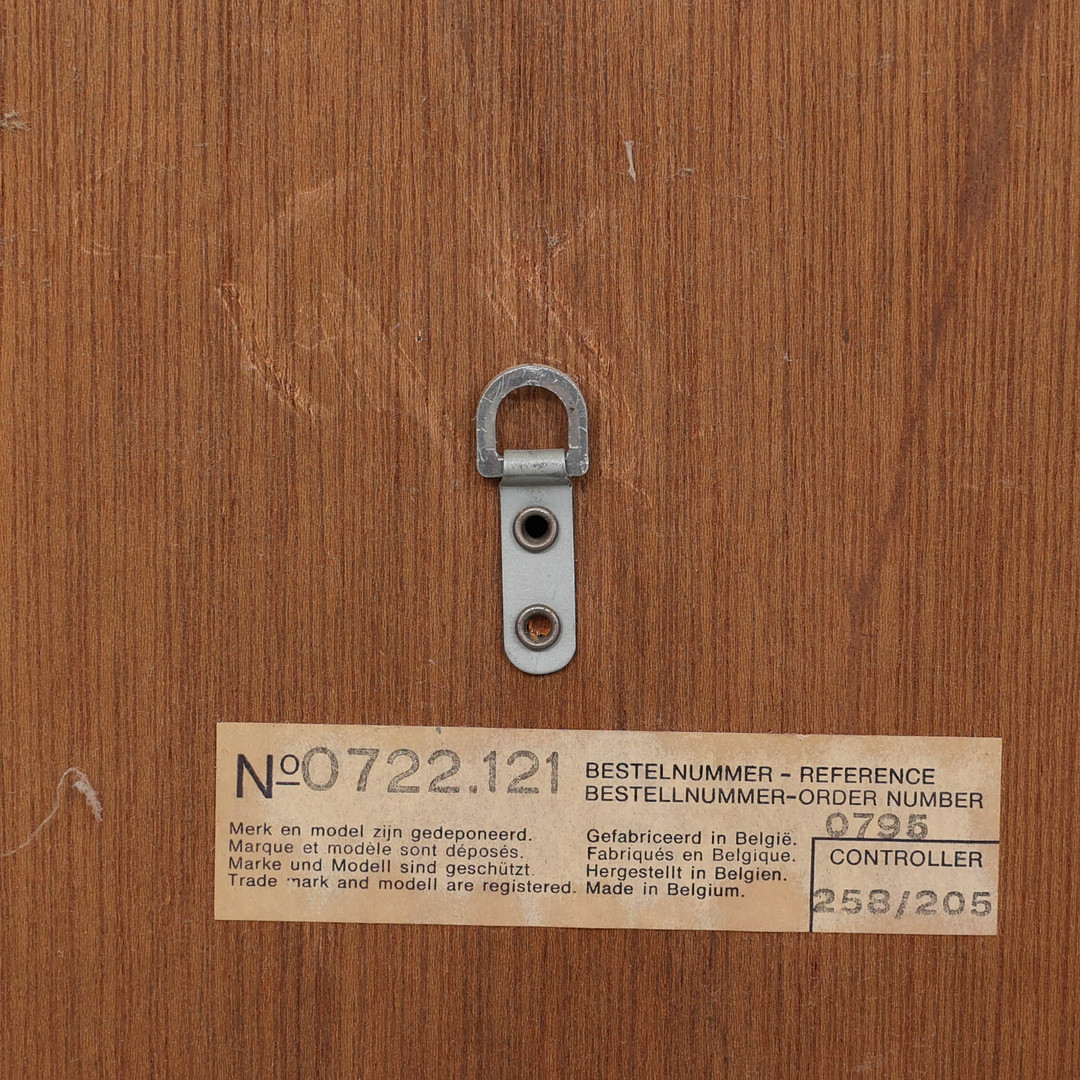 Nº 0722.121
BESTELNUMMER - REFERENCE
BESTELLNUMMER-ORDER NUMBER
0795
Merk en model zijn gedeponeerd.
Marque et modèle sont déposés.
Marke und Modell sind geschützt.
Trade mark and modell are registered.
Gefabriceerd in België.
Fabriqués en Belgique.
Hergestellt in Belgien.
Made in Belgium.
CONTROLLER
258/205